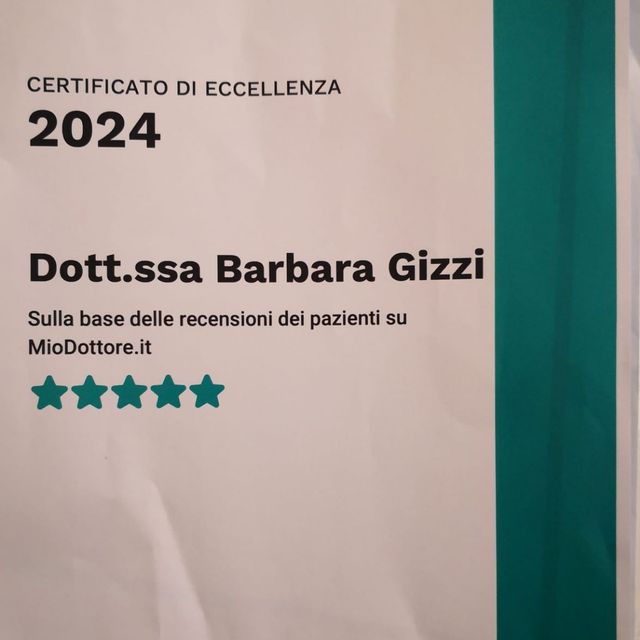 CERTIFICATO DI ECCELLENZA
2024
Dott.ssa Barbara Gizzi
Sulla base delle recensioni dei pazienti su
MioDottore.it